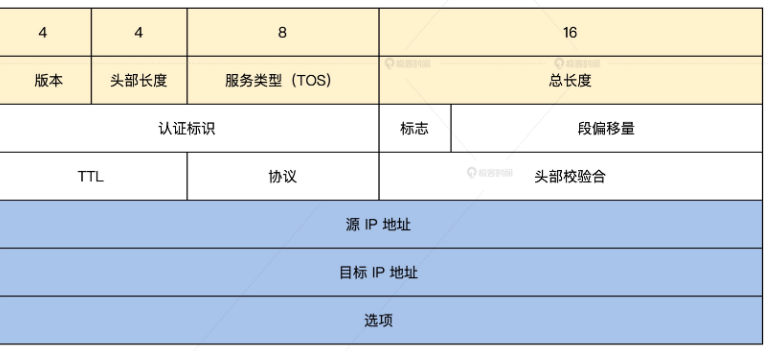 4 4 8 16
版本 头部长度 服务类型（TOS） 总长度
认证标识 标志 段偏移量
TTL 协议 头部校验合
源 IP 地址
目标 IP 地址
选项